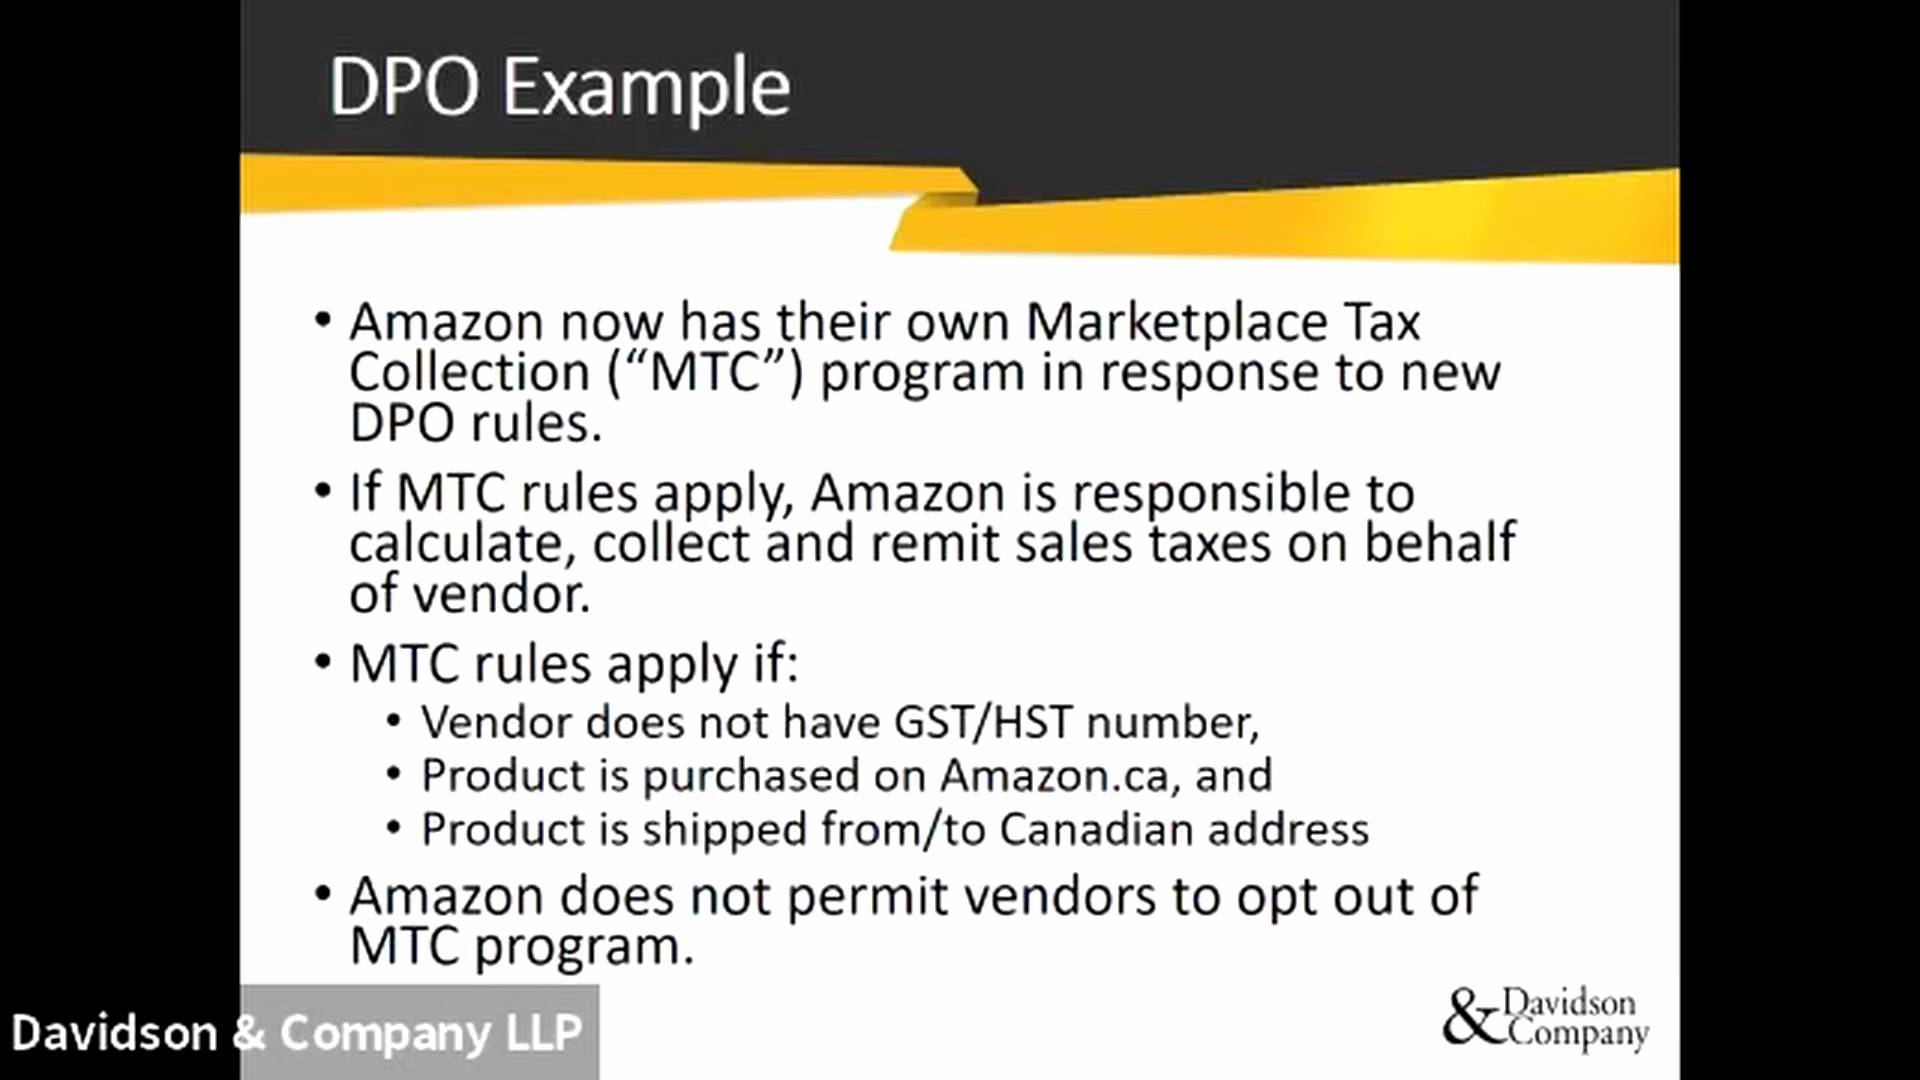 DPO Example
• Amazon now has their own Marketplace Tax
Collection (“MTC”) program in response to new
DPO rules.
• If MTC rules apply, Amazon is responsible to
calculate, collect and remit sales taxes on behalf
of vendor.
• MTC rules apply if:
• Vendor does not have GST/HST number,
• Product is purchased on Amazon.ca, and
• Product is shipped from/to Canadian address
• Amazon does not permit vendors to opt out of
MTC program.
Davidson & Company LLP
& Davidson
Company